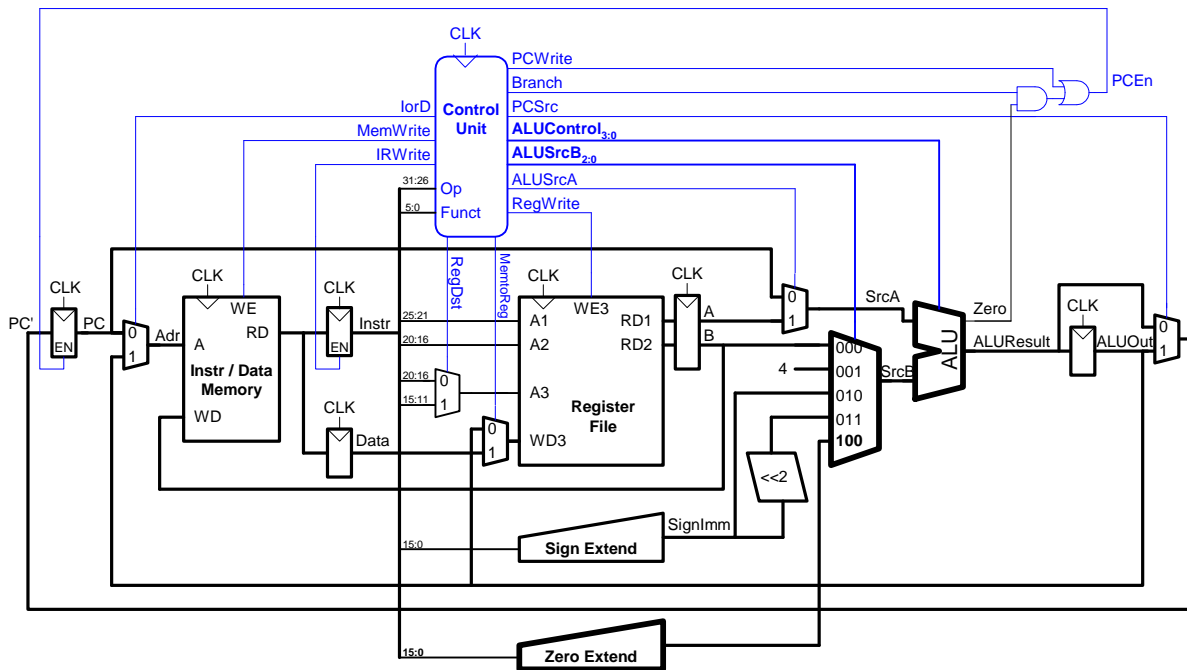 CLK
PCWrite
Branch
PCEn
IorD
Control
Unit
PCSrc
MemWrite
ALUControl3:0
IRWrite
ALUSrcB2:0
31:26
Op
ALUSrcA
5:0
Funct
RegWrite
RegDst
MemtoReg
CLK
CLK
CLK
CLK
CLK
CLK
PC'
PC
EN
0
1
Adr
WE
A
RD
Instr / Data
Memory
WD
EN
Instr
CLK
Data
25:21
20:16
20:16
15:11
0
1
0
1
A1
A2
A3
WD3
WE3
RD1
RD2
Register
File
A
B
0
1
SrcA
4
000
001
010
011
100
SrcB
ALU
Zero
ALUResult
ALUOut
0
1
<<2
SignImm
15:0
Sign Extend
15:0
Zero Extend